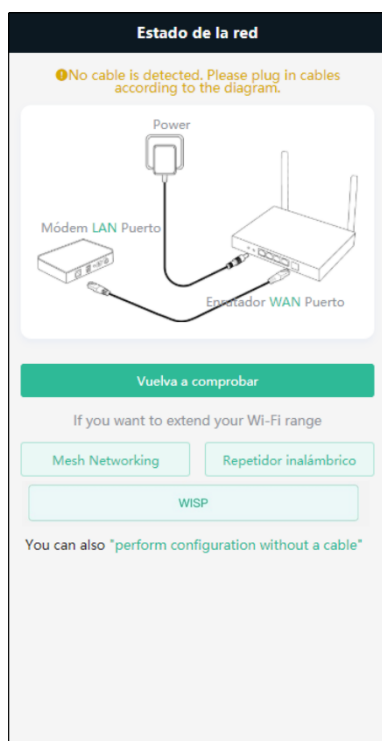 Estado de la red
No cable is detected. Please plug in cables
according to the diagram.
Power
Módem LAN Puerto
Enrutador WAN Puerto
Vuelva a comprobar
If you want to extend your Wi-Fi range
Mesh Networking
Repetidor inalámbrico
WISP
You can also "perform configuration without a cable"